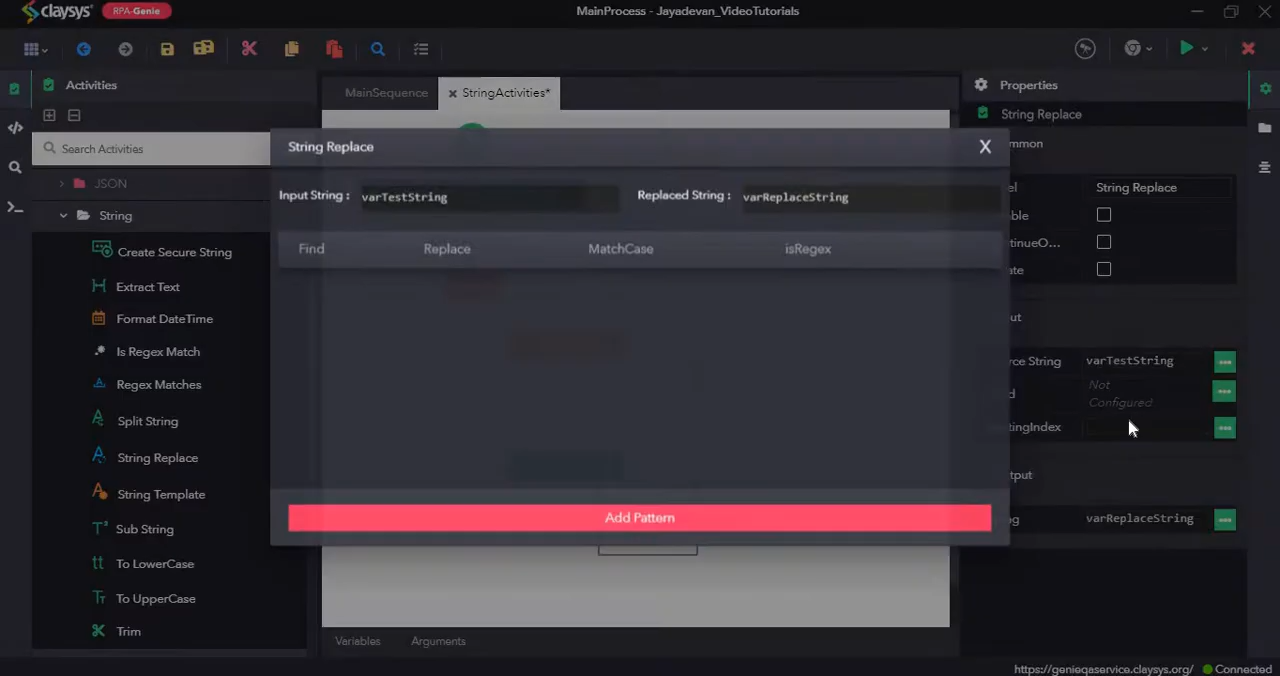 claysys RPA-Genie
MainProcess - Jayadevan_VideoTutorials
Activities
Search Activities
JSON
String
Create Secure String
Extract Text
Format DateTime
Is Regex Match
Regex Matches
Split String
String Replace
String Template
Sub String
To LowerCase
To UpperCase
Trim
MainSequence
StringActivities*
String Replace
X
Input String : varTestString
Replaced String : varReplaceString
Find Replace MatchCase isRegex
Add Pattern
Variables Arguments
Properties
String Replace
ommon
el String Replace
ble
tinueO...
ate
ut
rce String varTestString
d Not
Configured
tingIndex
tput
g varReplaceString
https://genieqaservice.claysys.org/ Connected